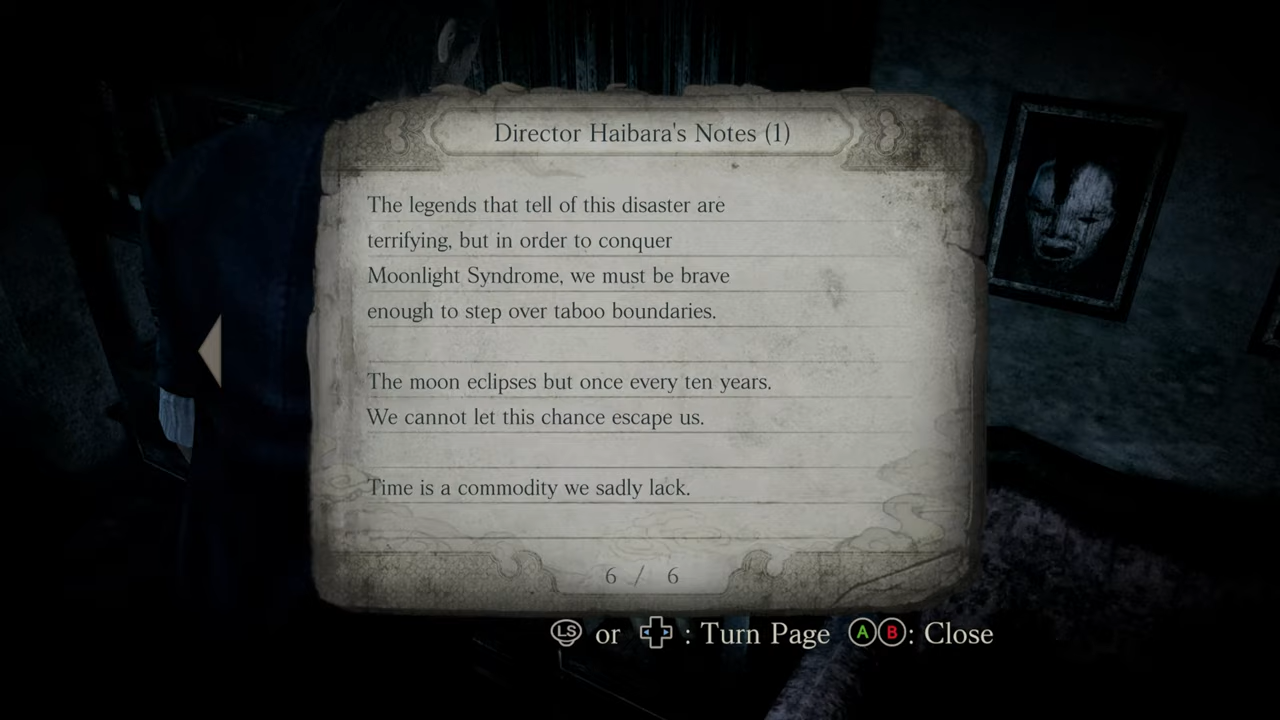 Director Haibara's Notes (1)
The legends that tell of this disaster are
terrifying, but in order to conquer
Moonlight Syndrome, we must be brave
enough to step over taboo boundaries.
The moon eclipses but once every ten years.
We cannot let this chance escape us.
Time is a commodity we sadly lack.
6 / 6
LS or : Turn Page A B : Close